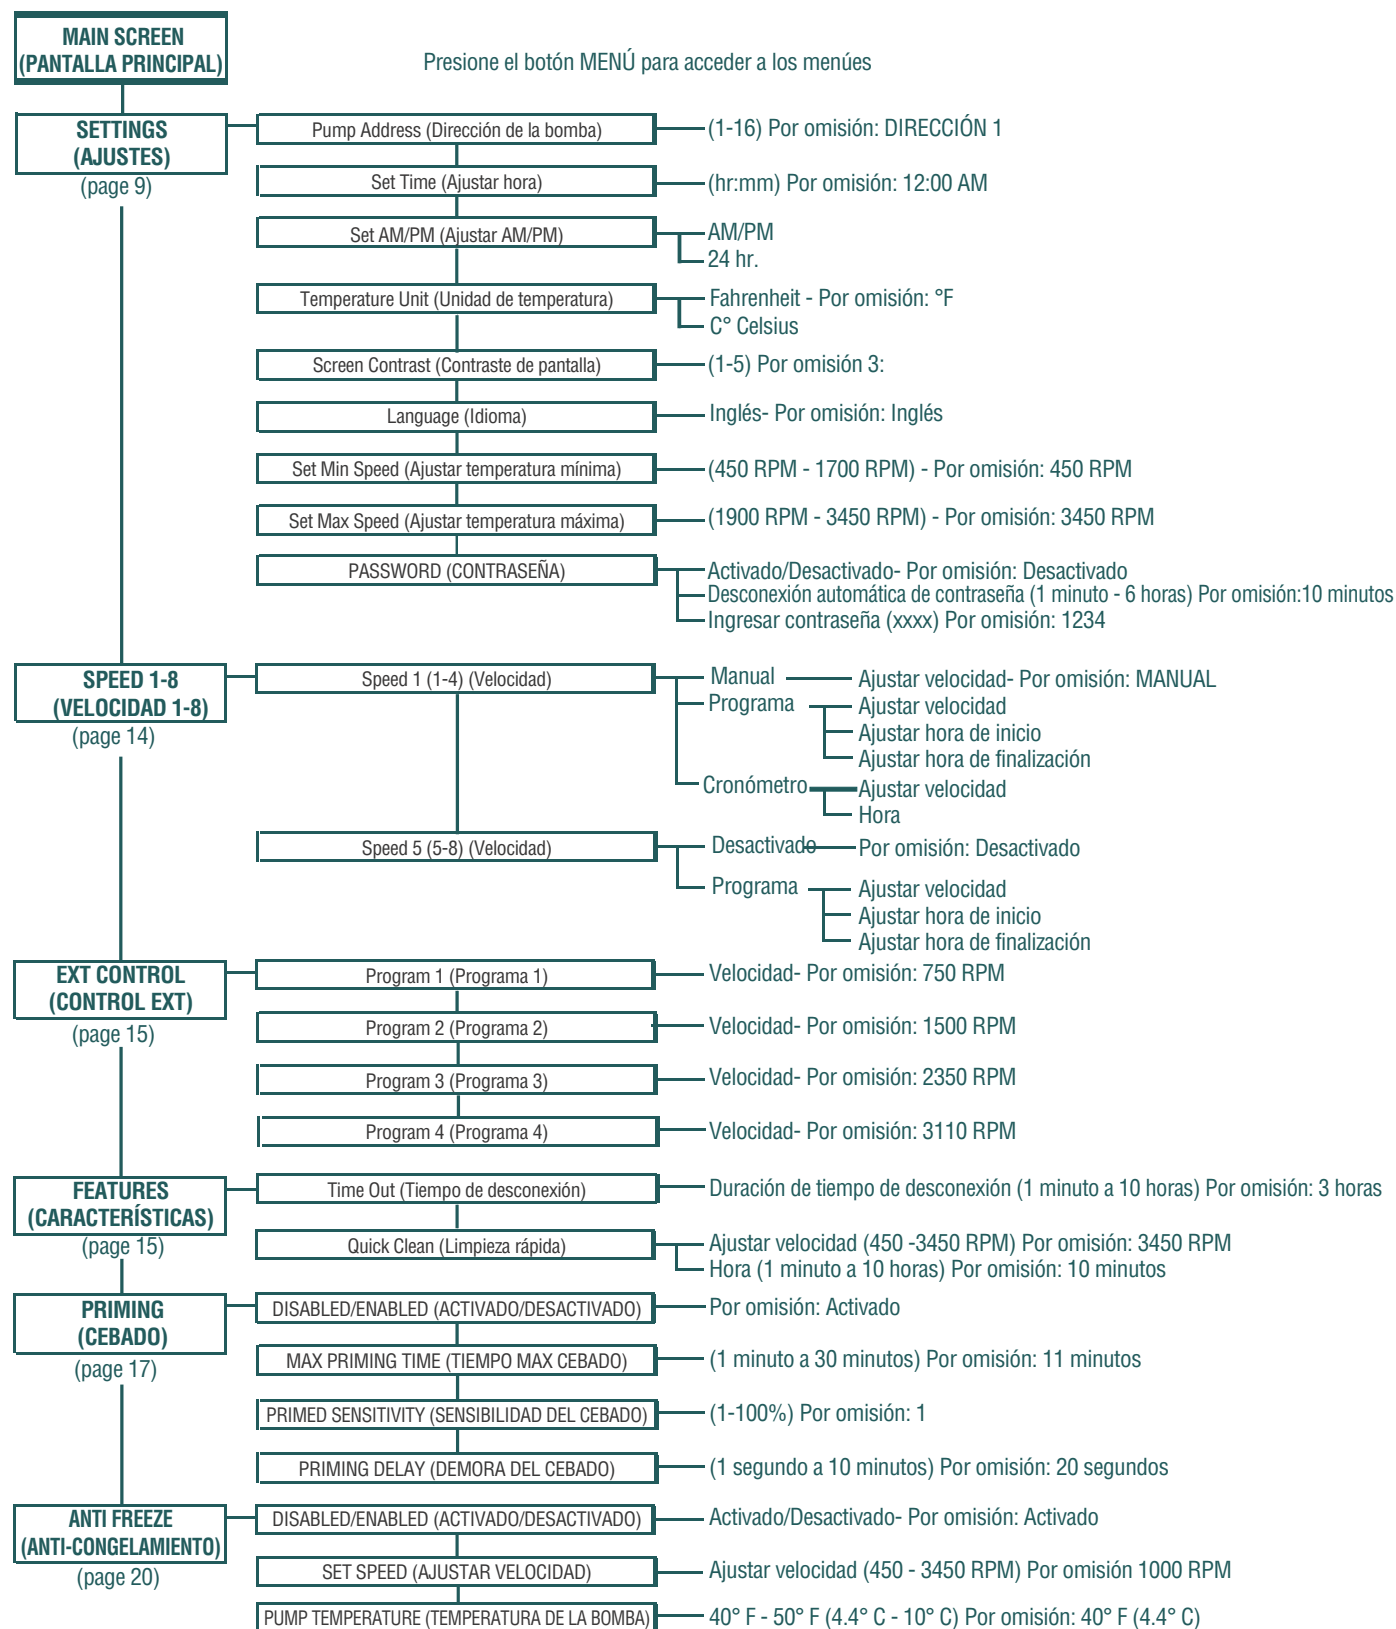 MAIN SCREEN
(PANTALLA PRINCIPAL)
Presione el botón MENÚ para acceder a los menúes
SETTINGS
(AJUSTES)
(page 9)
Pump Address (Dirección de la bomba)
(1-16) Por omisión: DIRECCIÓN 1
Set Time (Ajustar hora)
(hr:mm) Por omisión: 12:00 AM
Set AM/PM (Ajustar AM/PM)
AM/PM
24 hr.
Temperature Unit (Unidad de temperatura)
Fahrenheit - Por omisión: °F
C° Celsius
Screen Contrast (Contraste de pantalla)
(1-5) Por omisión 3:
Language (Idioma)
Inglés- Por omisión: Inglés
Set Min Speed (Ajustar temperatura mínima)
(450 RPM - 1700 RPM) - Por omisión: 450 RPM
Set Max Speed (Ajustar temperatura máxima)
(1900 RPM - 3450 RPM) - Por omisión: 3450 RPM
PASSWORD (CONTRASEÑA)
Activado/Desactivado- Por omisión: Desactivado
Desconexión automática de contraseña (1 minuto - 6 horas) Por omisión:10 minutos
Ingresar contraseña (xxxx) Por omisión: 1234
SPEED 1-8
(VELOCIDAD 1-8)
(page 14)
Speed 1 (1-4) (Velocidad)
Manual
Ajustar velocidad- Por omisión: MANUAL
Programa
Ajustar velocidad
Ajustar hora de inicio
Ajustar hora de finalización
Cronómetro
Ajustar velocidad
Hora
Speed 5 (5-8) (Velocidad)
Desactivado
Por omisión: Desactivado
Programa
Ajustar velocidad
Ajustar hora de inicio
Ajustar hora de finalización
EXT CONTROL
(CONTROL EXT)
(page 15)
Program 1 (Programa 1)
Velocidad- Por omisión: 750 RPM
Program 2 (Programa 2)
Velocidad- Por omisión: 1500 RPM
Program 3 (Programa 3)
Velocidad- Por omisión: 2350 RPM
Program 4 (Programa 4)
Velocidad- Por omisión: 3110 RPM
FEATURES
(CARACTERÍSTICAS)
(page 15)
Time Out (Tiempo de desconexión)
Duración de tiempo de desconexión (1 minuto a 10 horas) Por omisión: 3 horas
Quick Clean (Limpieza rápida)
Ajustar velocidad (450 -3450 RPM) Por omisión: 3450 RPM
Hora (1 minuto a 10 horas) Por omisión: 10 minutos
PRIMING
(CEBADO)
(page 17)
DISABLED/ENABLED (ACTIVADO/DESACTIVADO)
Por omisión: Activado
MAX PRIMING TIME (TIEMPO MAX CEBADO)
(1 minuto a 30 minutos) Por omisión: 11 minutos
PRIMED SENSITIVITY (SENSIBILIDAD DEL CEBADO)
(1-100%) Por omisión: 1
PRIMING DELAY (DEMORA DEL CEBADO)
(1 segundo a 10 minutos) Por omisión: 20 segundos
ANTI FREEZE
(ANTI-CONGELAMIENTO)
(page 20)
DISABLED/ENABLED (ACTIVADO/DESACTIVADO)
Activado/Desactivado- Por omisión: Activado
SET SPEED (AJUSTAR VELOCIDAD)
Ajustar velocidad (450 - 3450 RPM) Por omisión 1000 RPM
PUMP TEMPERATURE (TEMPERATURA DE LA BOMBA)
40° F - 50° F (4.4° C - 10° C) Por omisión: 40° F (4.4° C)